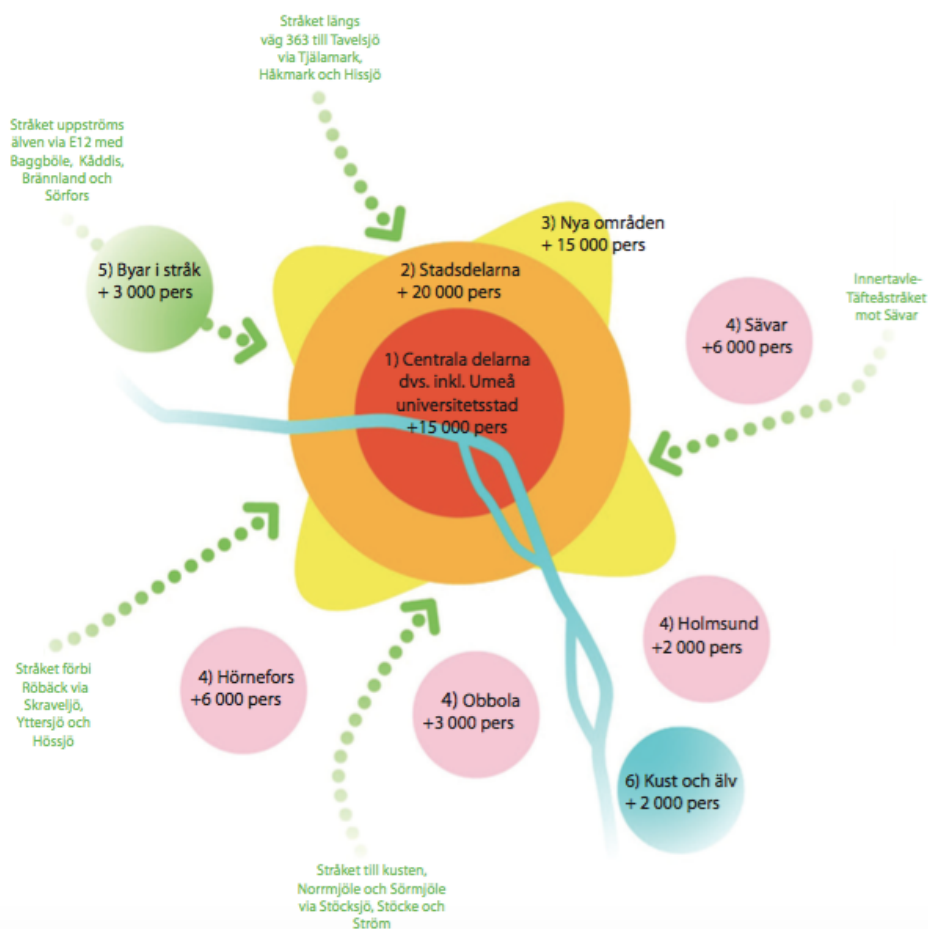 Stråket längs
väg 363 till Tavelsjö
via Tjälamark,
Håkmark och Hissjö
Stråket uppströms
älven via E12 med
Baggböle, Kåddis,
Brännland och
Sörfors
3) Nya områden
+ 15 000 pers
5) Byar i stråk
+ 3 000 pers
2) Stadsdelarna
+ 20 000 pers
Innertavle-
Täfteåstråket
mot Sävar
4) Sävar
+6 000 pers
1) Centrala delarna
dvs. inkl. Umeå
universitetsstad
+15 000 pers
4) Holmsund
+2 000 pers
Stråket förbi
Röbäck via
Skraveljö,
Yttersjö och
Hössjö
4) Hörnefors
+6 000 pers
4) Obbola
+3 000 pers
6) Kust och älv
+ 2 000 pers
Stråket till kusten,
Norrmjöle och Sörmjöle
via Stöcksjö, Stöcke och
Ström